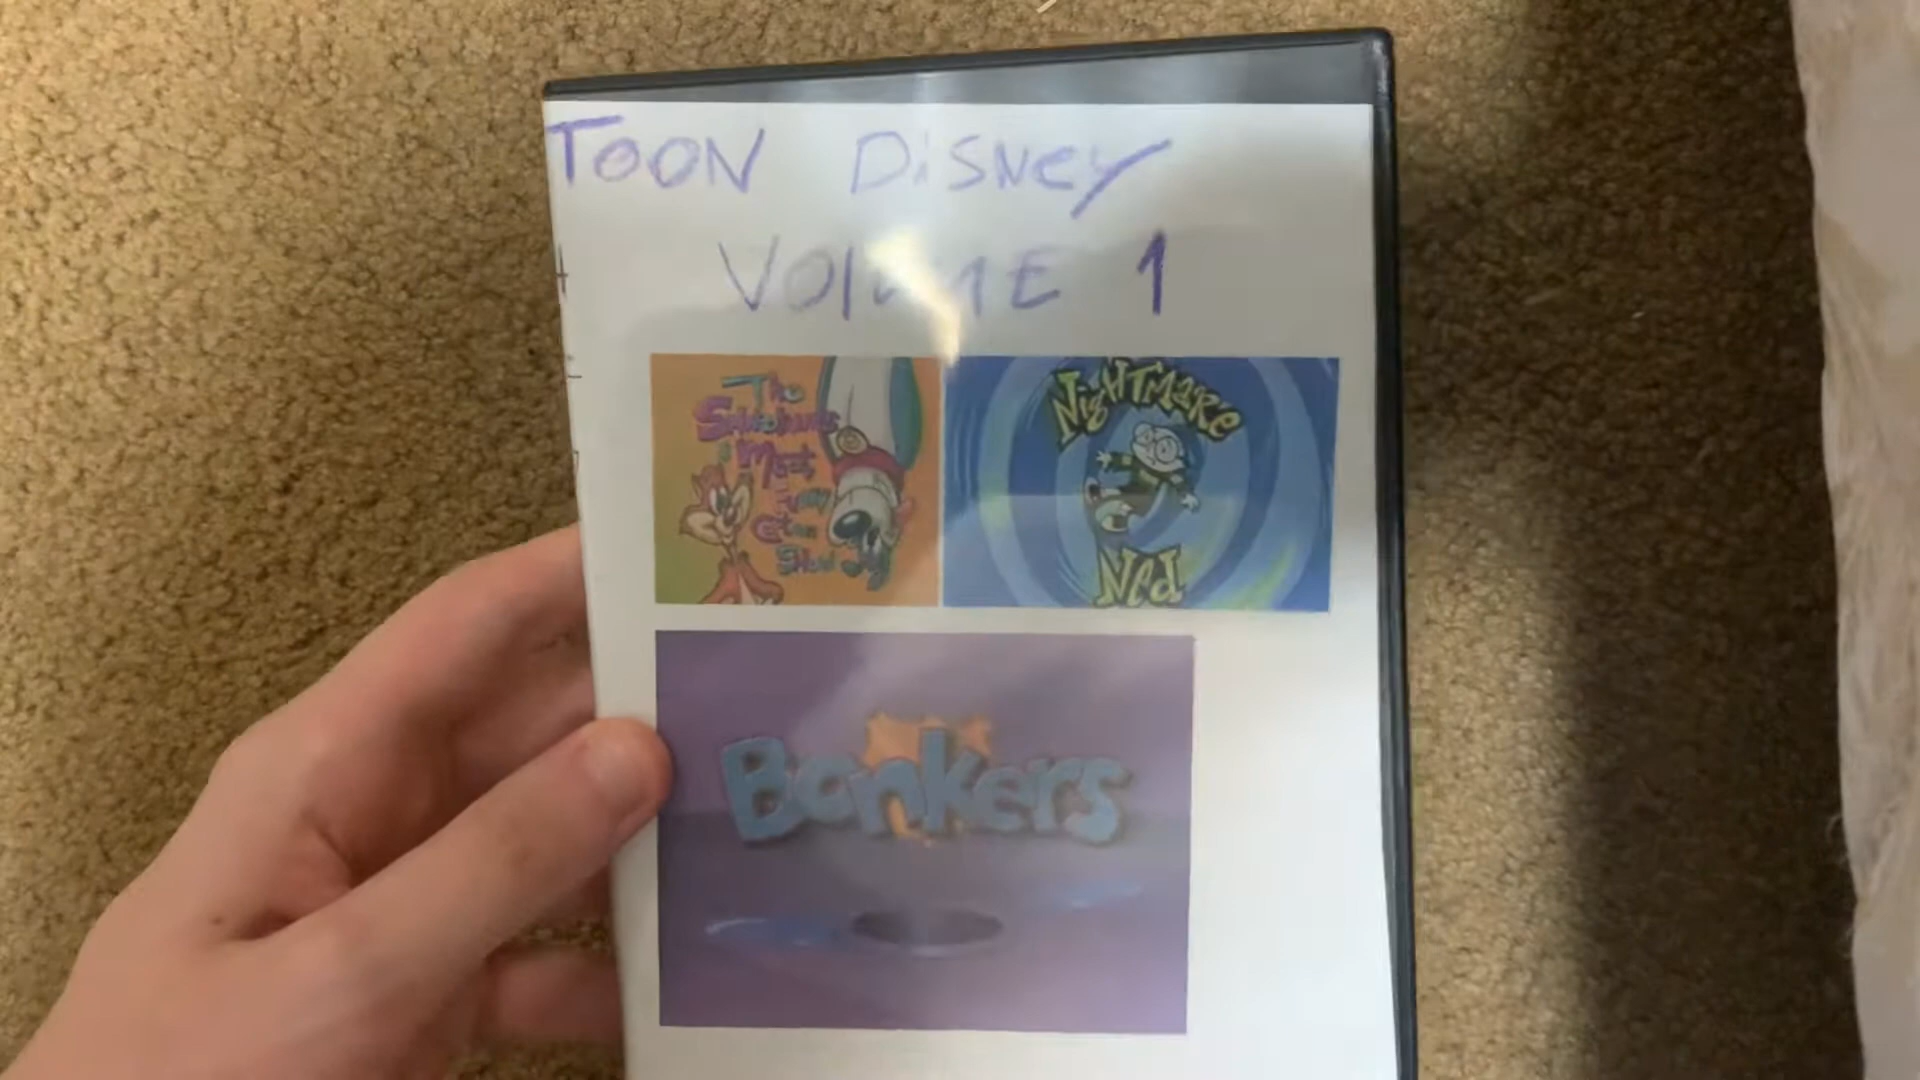 TOON DiSNey
VOlUME 1
The
Shnookums
& Meat
Funny
Cartoon
Show
NigHTMaRe
Ned
Bonkers